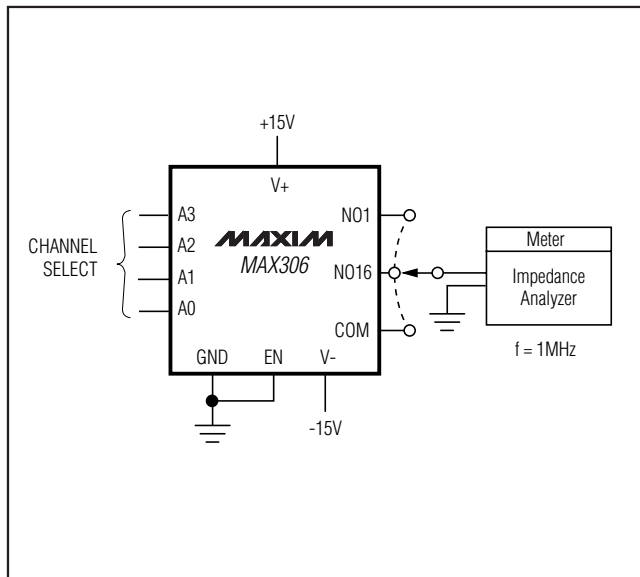 +15V
V+
A3
A2
A1
A0
CHANNEL
SELECT
MAXIM
MAX306
NO1
NO16
COM
GND
EN
V-
-15V
Meter
Impedance
Analyzer
f = 1MHz